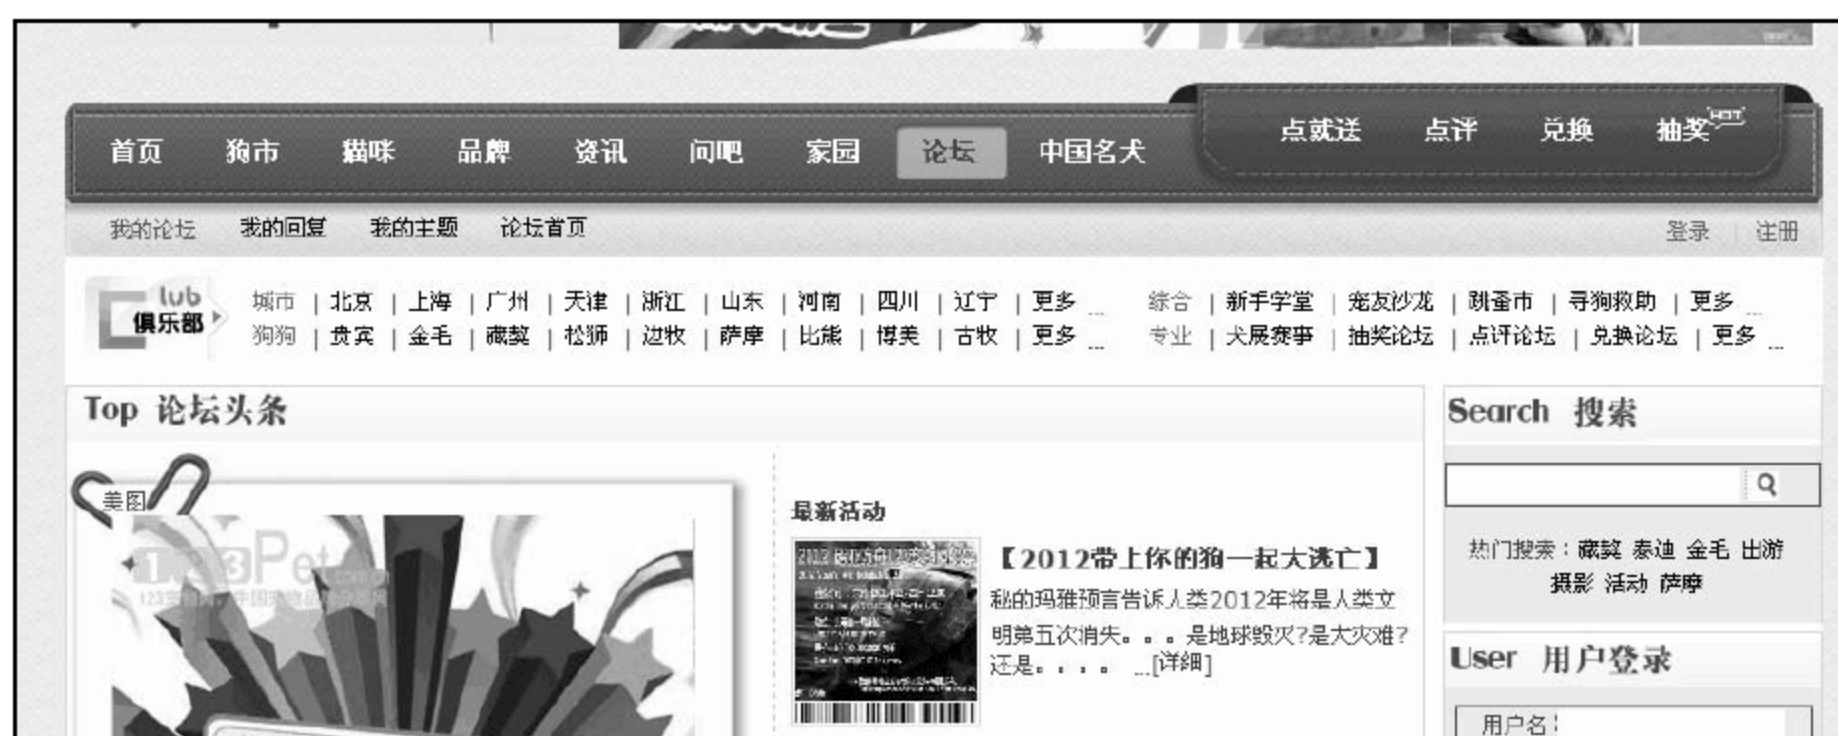 首页 狗市 猫咪 品牌 资讯 问吧 家园 论坛 中国名犬 点就送 点评 兑换 抽奖 HOT
我的论坛 我的回复 我的主题 论坛首页 登录 | 注册
Club 城市 | 北京 | 上海 | 广州 | 天津 | 浙江 | 山东 | 河南 | 四川 | 辽宁 | 更多 ... 综合 | 新手学堂 | 宠友沙龙 | 跳蚤市 | 寻狗救助 | 更多 ...
俱乐部 狗狗 | 贵宾 | 金毛 | 藏獒 | 松狮 | 边牧 | 萨摩 | 比熊 | 博美 | 古牧 | 更多 ... 专业 | 犬展赛事 | 抽奖论坛 | 点评论坛 | 兑换论坛 | 更多 ...
Top 论坛头条
美图
123Pet.com.cn
最新活动
【2012带上你的狗一起大逃亡】
秘的玛雅预言告诉人类2012年将是人类文
明第五次消失。。。是地球毁灭?是大灾难?
还是。。。。 ...[详细]
Search 搜索
热门搜索：藏獒 泰迪 金毛 出游
摄影 活动 萨摩
User 用户登录
用户名